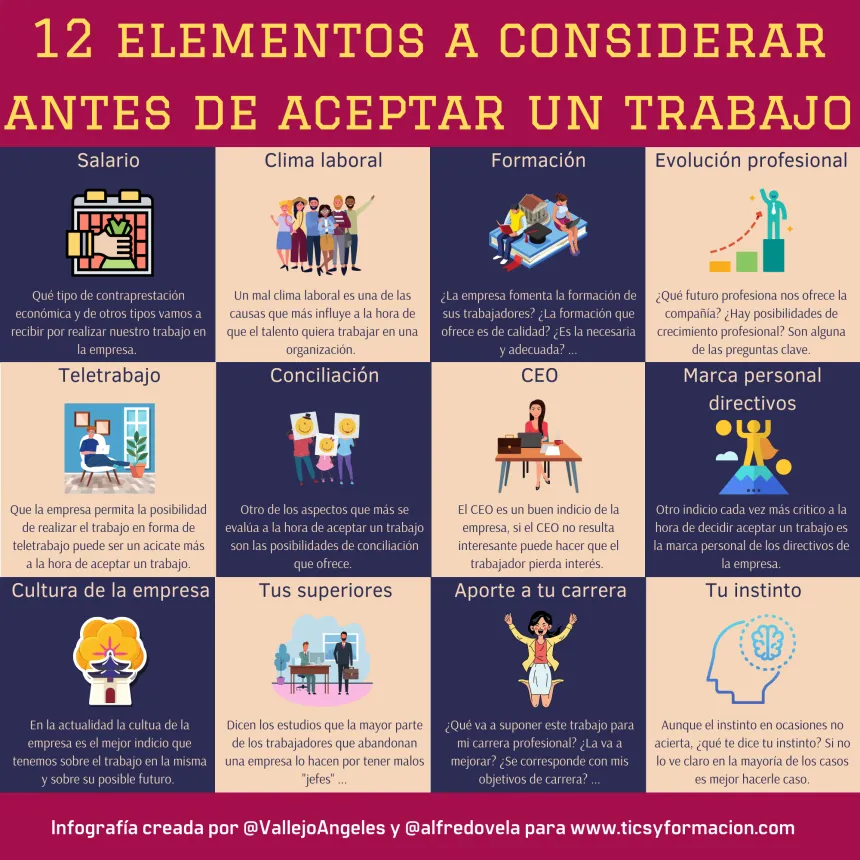 12 ELEMENTOS A CONSIDERAR
ANTES DE ACEPTAR UN TRABAJO
Salario
Qué tipo de contraprestación
económica y de otros tipos vamos a
recibir por realizar nuestro trabajo en
la empresa.
Clima laboral
Un mal clima laboral es una de las
causas que más influye a la hora de
que el talento quiera trabajar en una
organización.
Formación
¿La empresa fomenta la formación de
sus trabajadores? ¿La formación que
ofrece es de calidad? ¿Es la necesaria
y adecuada? ...
Evolución profesional
¿Qué futuro profesiona nos ofrece la
compañía? ¿Hay posibilidades de
crecimiento profesional? Son alguna
de las preguntas clave.
Teletrabajo
Que la empresa permita la posibilidad
de realizar el trabajo en forma de
teletrabajo puede ser un acicate más
a la hora de aceptar un trabajo.
Conciliación
Otro de los aspectos que más se
evalúa a la hora de aceptar un trabajo
son las posibilidades de conciliación
que ofrece.
CEO
El CEO es un buen indicio de la
empresa, si el CEO no resulta
interesante puede hacer que el
trabajador pierda interés.
Marca personal
directivos
Otro indicio cada vez más critico a la
hora de decidir aceptar un trabajo es
la marca personal de los directivos de
la empresa.
Cultura de la empresa
En la actualidad la cultua de la
empresa es el mejor indicio que
tenemos sobre el trabajo en la misma
y sobre su posible futuro.
Tus superiores
Dicen los estudios que la mayor parte
de los trabajadores que abandonan
una empresa lo hacen por tener malos
"jefes" ...
Aporte a tu carrera
¿Qué va a suponer este trabajo para
mi carrera profesional? ¿La va a
mejorar? ¿Se corresponde con mis
objetivos de carrera? ...
Tu instinto
Aunque el instinto en ocasiones no
acierta, ¿qué te dice tu instinto? Si no
lo ve claro en la mayoría de los casos
es mejor hacerle caso.
Infografía creada por @VallejoAngeles y @alfredovela para www.ticsyformacion.com